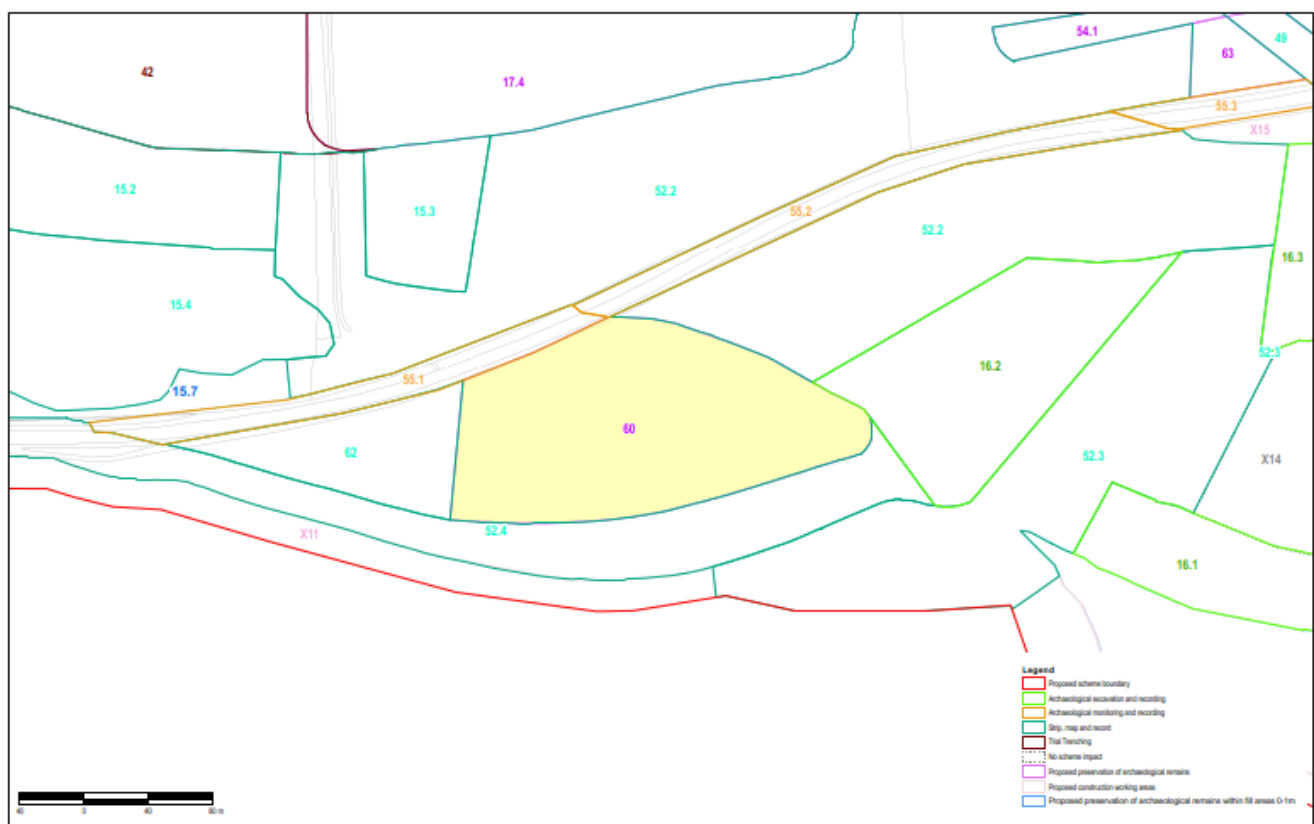 54.1
49
63
42
17.4
55.3
X15
15.2
52.2
15.3
55.2
52.2
16.3
15.4
52.3
16.2
55.1
15.7
60
62
52.3
X14
52.4
X11
16.1
Legend
Proposed scheme boundary
Archaeological excavation and recording
Archaeological monitoring and recording
Strip, map and record
Trial Trenching
No scheme impact
Proposed preservation of archaeological remains
Proposed construction working areas
Proposed preservation of archaeological remains within fill areas 0-1m
40 0 40 80 m